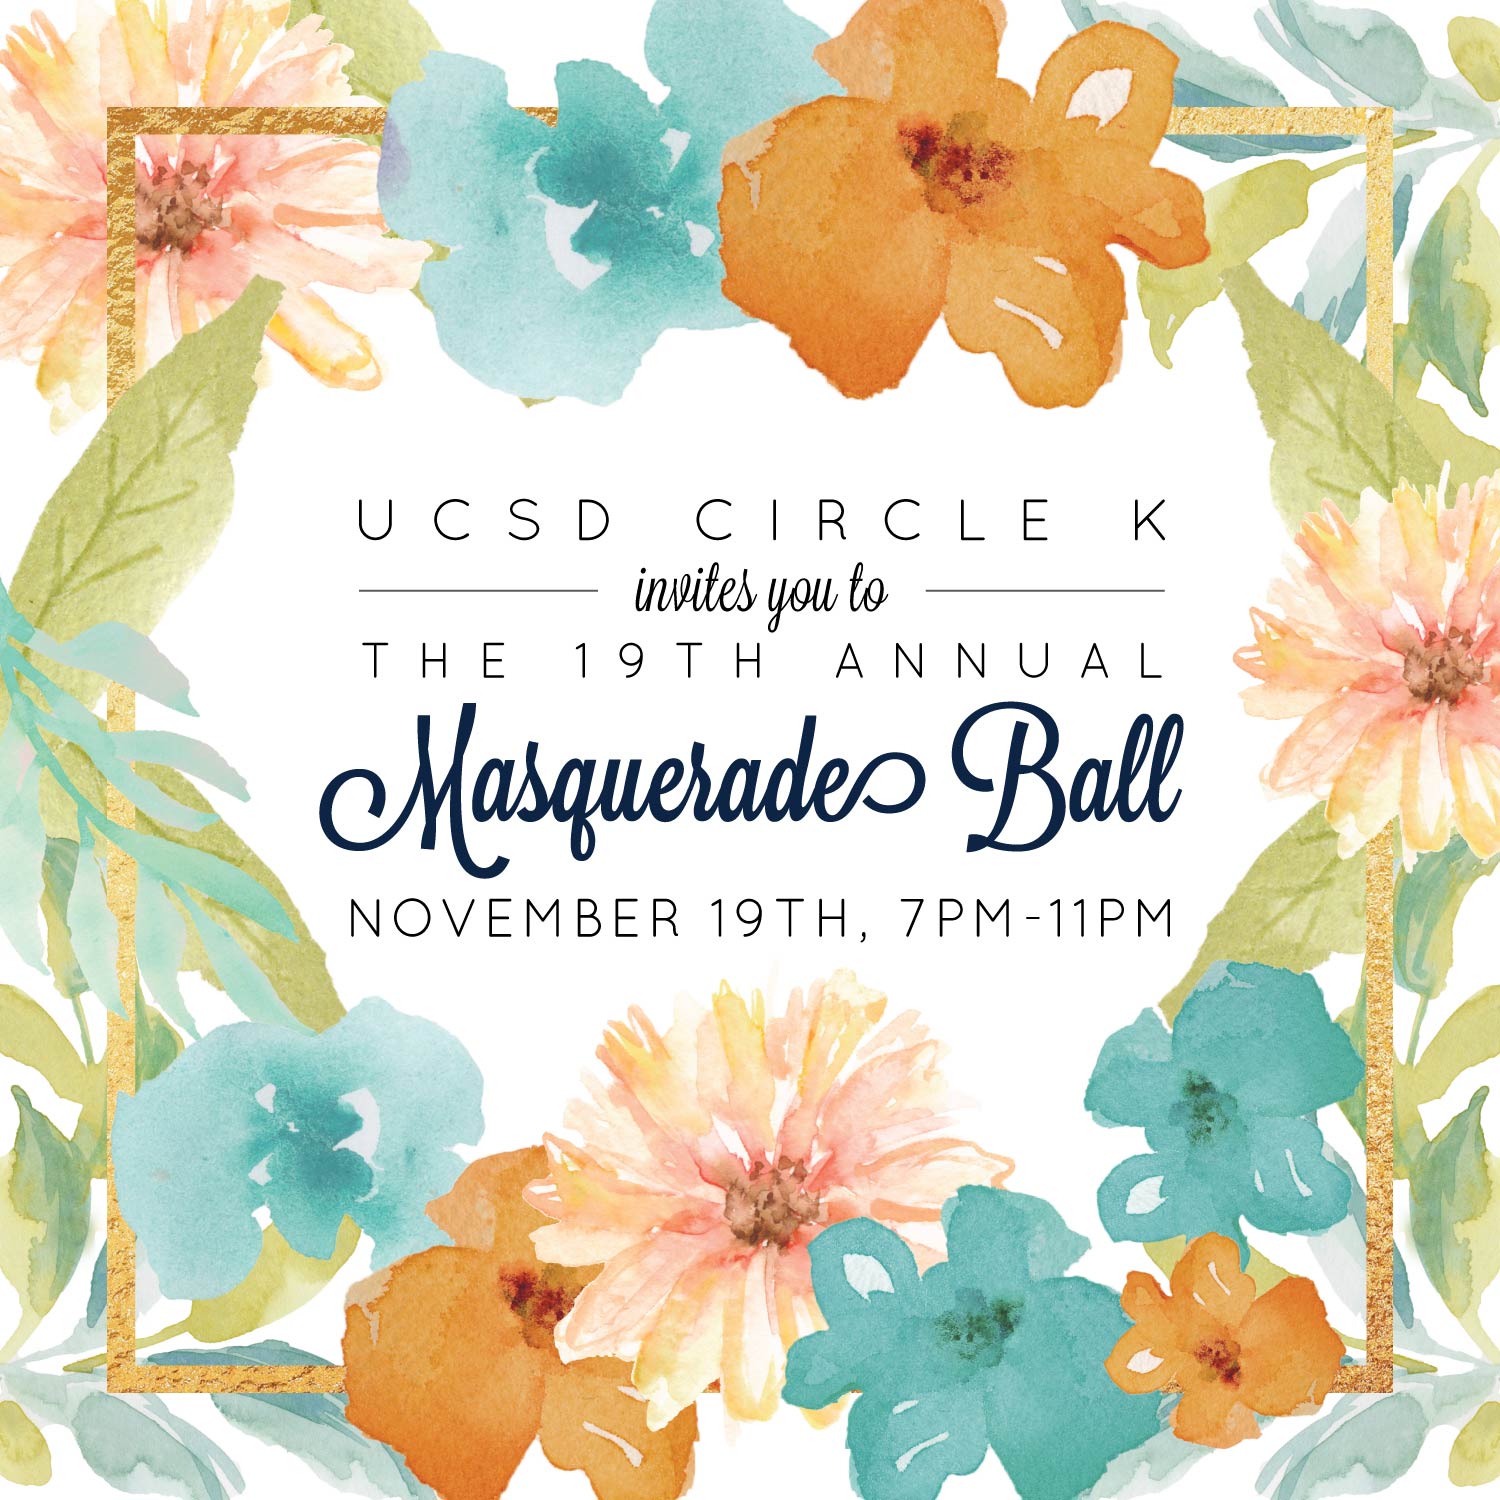 UCSD CIRCLE K
invites you to
THE 19TH ANNUAL
Masquerade Ball
NOVEMBER 19TH, 7PM-11PM